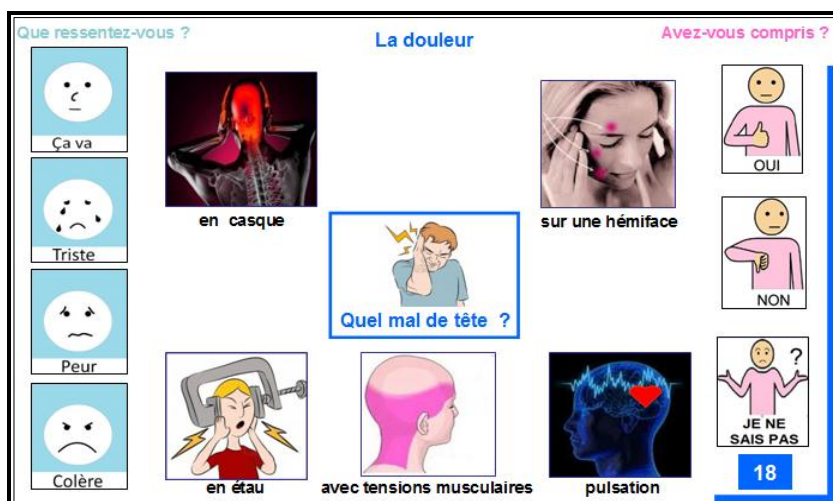 Que ressentez-vous ?
La douleur
Avez-vous compris ?
Ça va
Triste
Peur
Colère
en casque
sur une hémiface
Quel mal de tête ?
en étau
avec tensions musculaires
pulsation
OUI
NON
?
JE NE
SAIS PAS
18